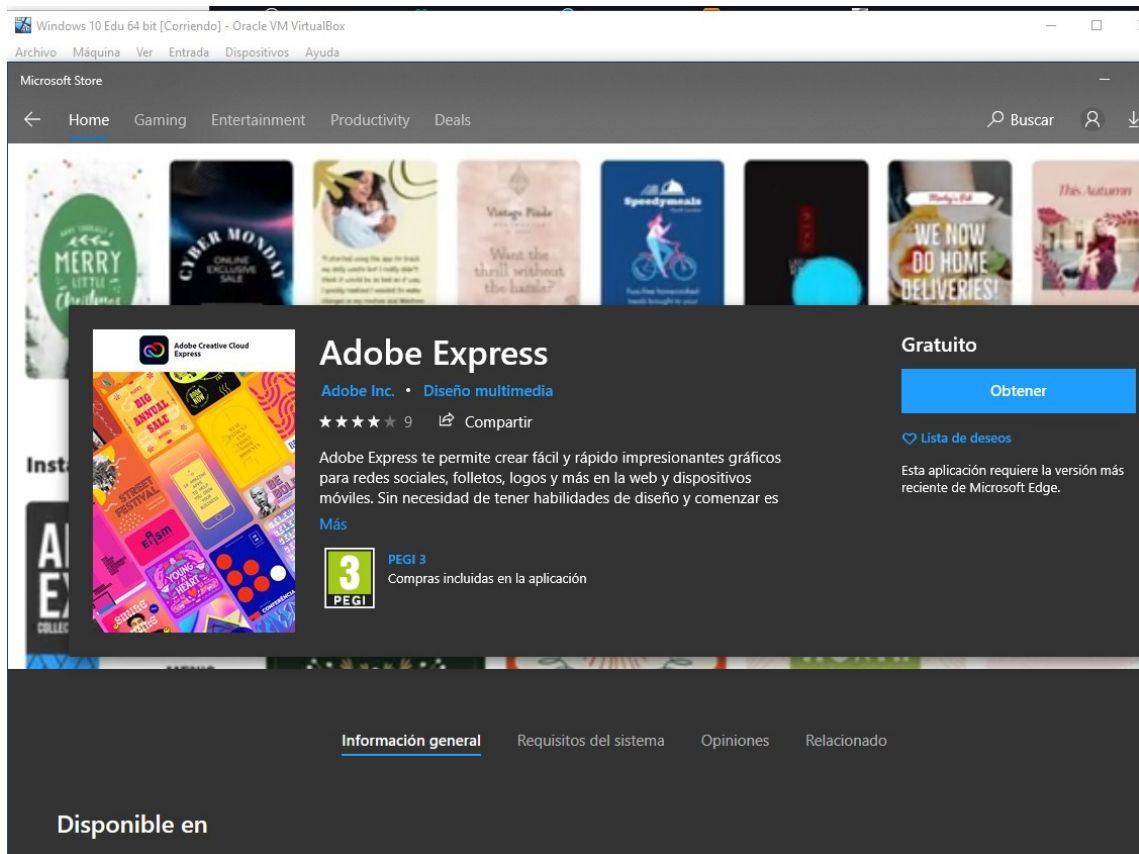 Windows 10 Edu 64 bit [Corriendo] - Oracle VM VirtualBox
Archivo Máquina Ver Entrada Dispositivos Ayuda
Microsoft Store
Home Gaming Entertainment Productivity Deals Buscar
MERRY
LITTLE
Christmas
CYBER MONDAY
ONLINE
EXCLUSIVE
SALE
Vintage Finds
Want the
thrill without
the hassle?
Speedymeals
WE NOW
DO HOME
DELIVERIES!
This Autumn
Adobe Creative Cloud
Express
BIG
ANNUAL
SALE
STREET
FESTIVAL
YOUNG
AT
HEART
CONFERÊNCIA
Adobe Express
Adobe Inc. • Diseño multimedia
9 Compartir
Adobe Express te permite crear fácil y rápido impresionantes gráficos
para redes sociales, folletos, logos y más en la web y dispositivos
móviles. Sin necesidad de tener habilidades de diseño y comenzar es
Más
3
PEGI
PEGI 3
Compras incluidas en la aplicación
Gratuito
Obtener
Lista de deseos
Esta aplicación requiere la versión más
reciente de Microsoft Edge.
Insta
Información general Requisitos del sistema Opiniones Relacionado
Disponible en